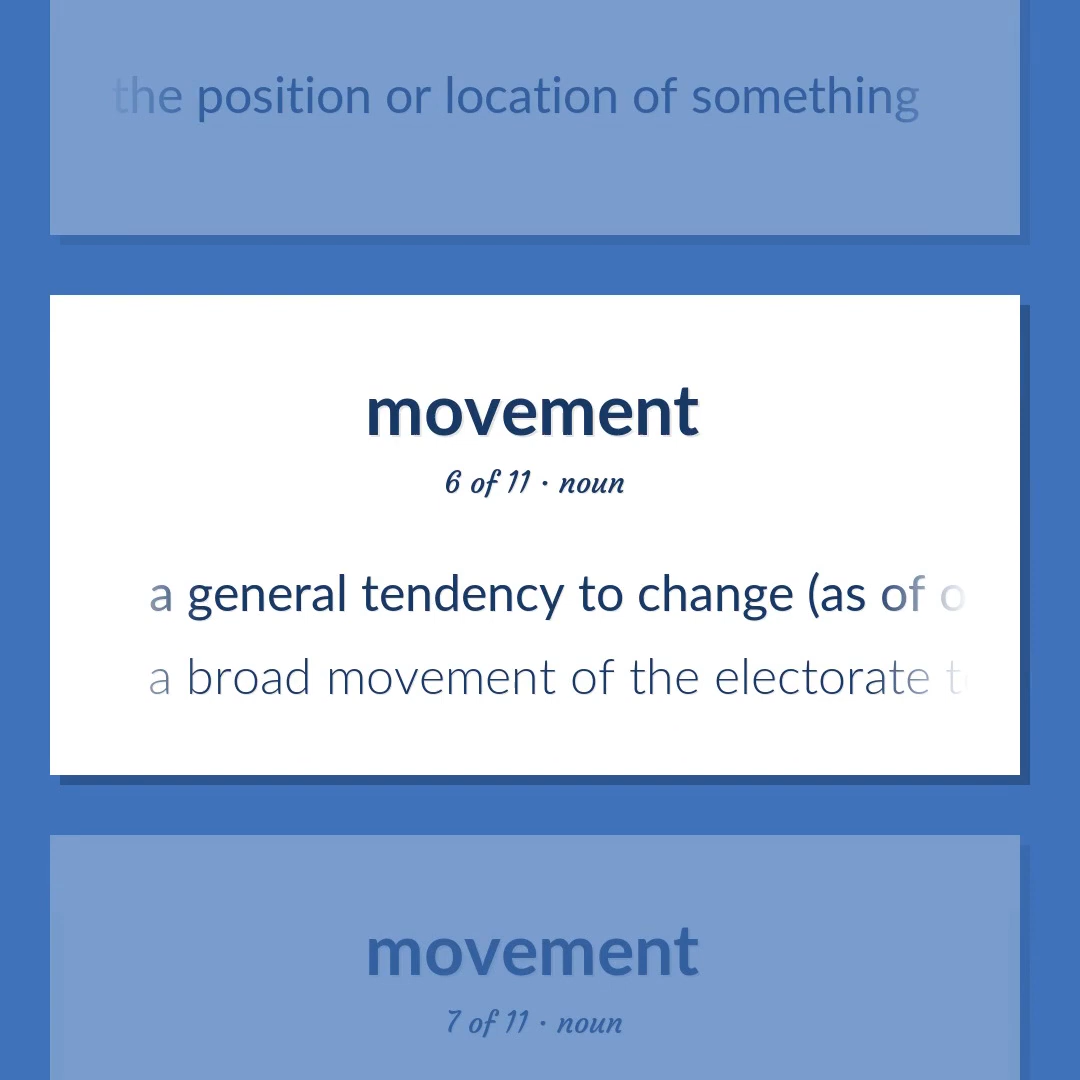 the position or location of something
movement
6 of 11 · noun
a general tendency to change (as of o
a broad movement of the electorate t
movement
7 of 11 · noun